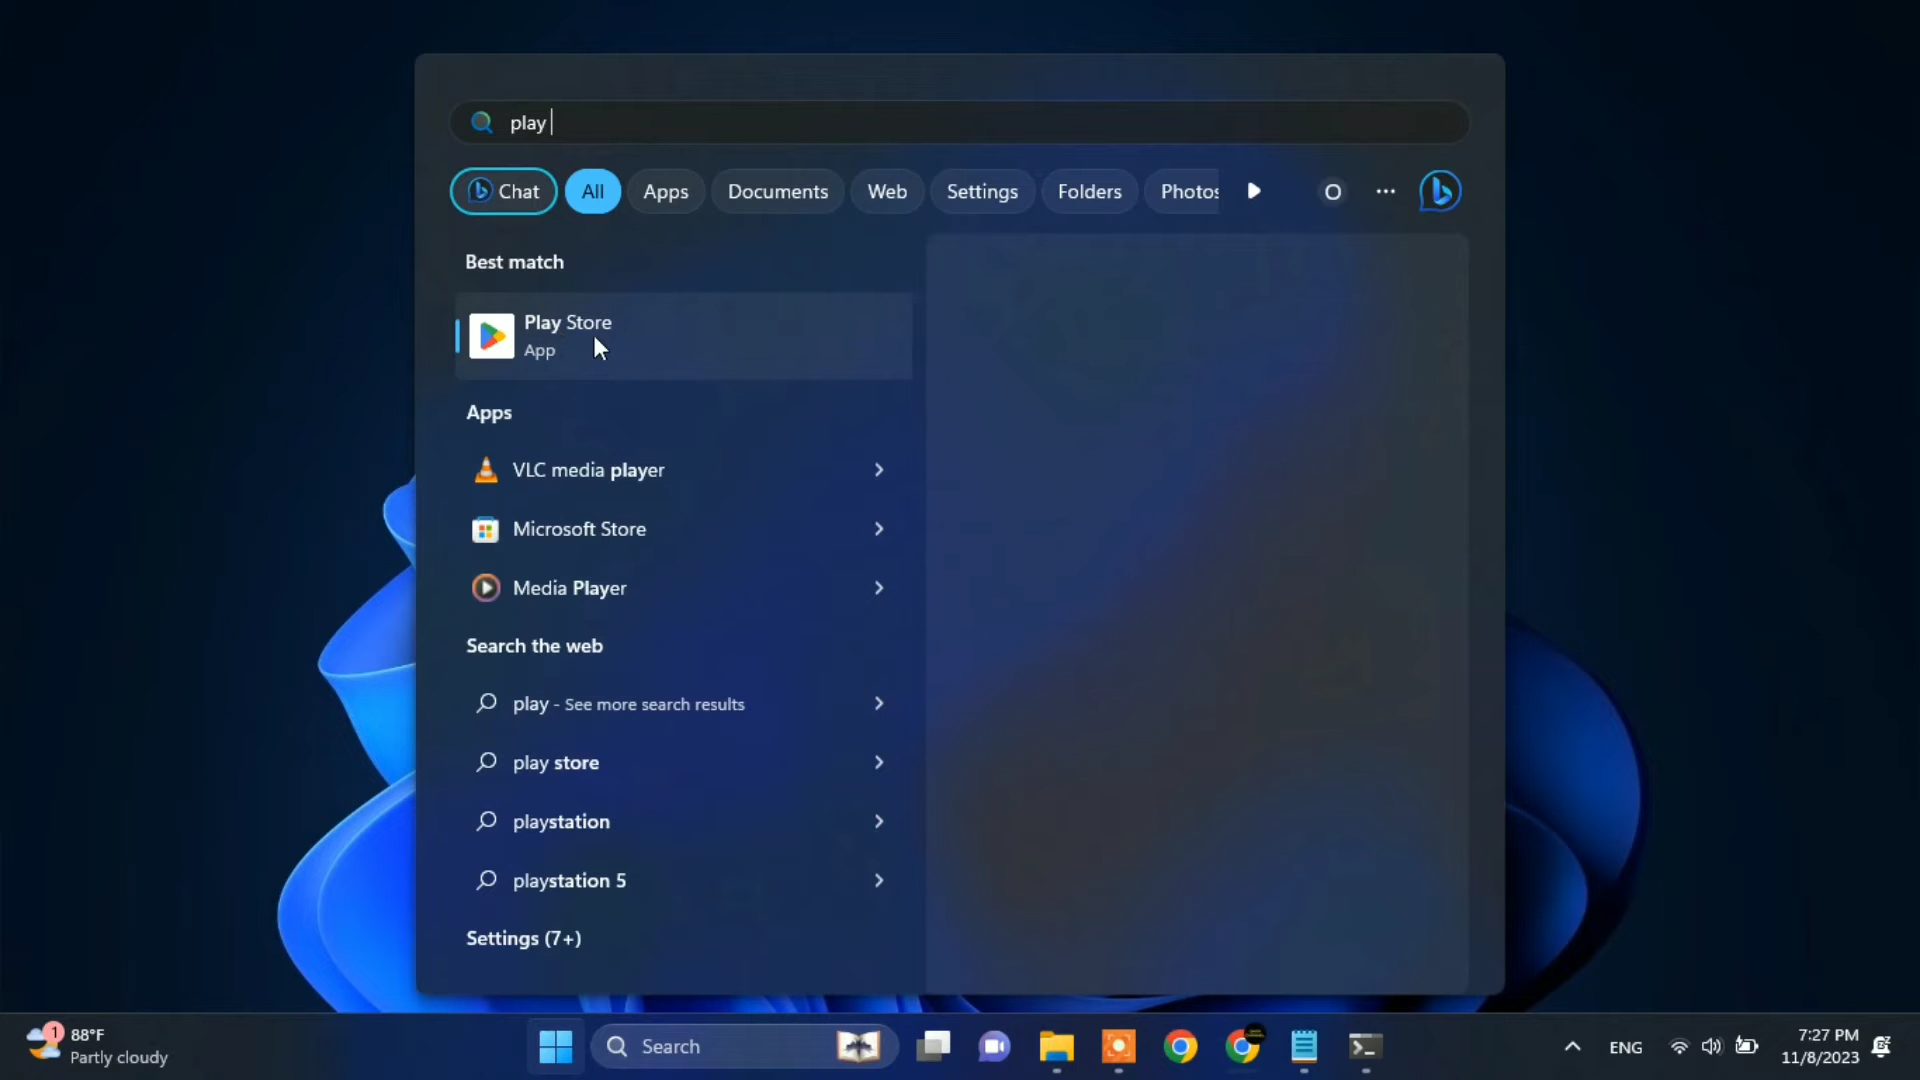 play
Chat
All
Apps
Documents
Web
Settings
Folders
Photos
O
Best match
Play Store
App
Apps
VLC media player
Microsoft Store
Media Player
Search the web
play - See more search results
play store
playstation
playstation 5
Settings (7+)
1
88°F
Partly cloudy
Search
ENG
7:27 PM
11/8/2023